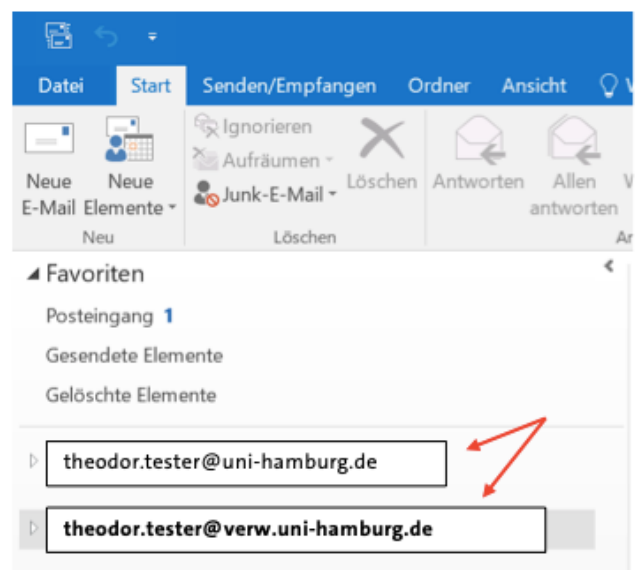 Datei Start Senden/Empfangen Ordner Ansicht
Ignorieren
Aufräumen
Junk-E-Mail
Neue E-Mail
Neue Elemente
Löschen
Antworten
Allen antworten
Neu
Löschen
Favoriten
Posteingang 1
Gesendete Elemente
Gelöschte Elemente
theodor.tester@uni-hamburg.de
theodor.tester@verw.uni-hamburg.de